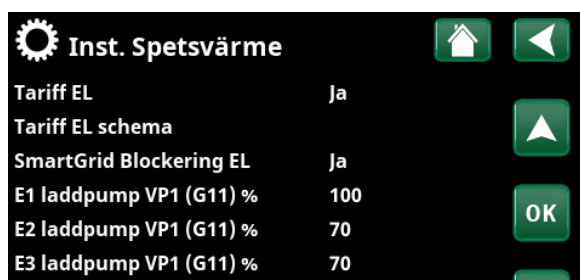 Inst. Spetsvärme
Tariff EL Ja
Tariff EL schema
SmartGrid Blockering EL Ja
E1 laddpump VP1 (G11) % 100
E2 laddpump VP1 (G11) % 70
E3 laddpump VP1 (G11) % 70
OK